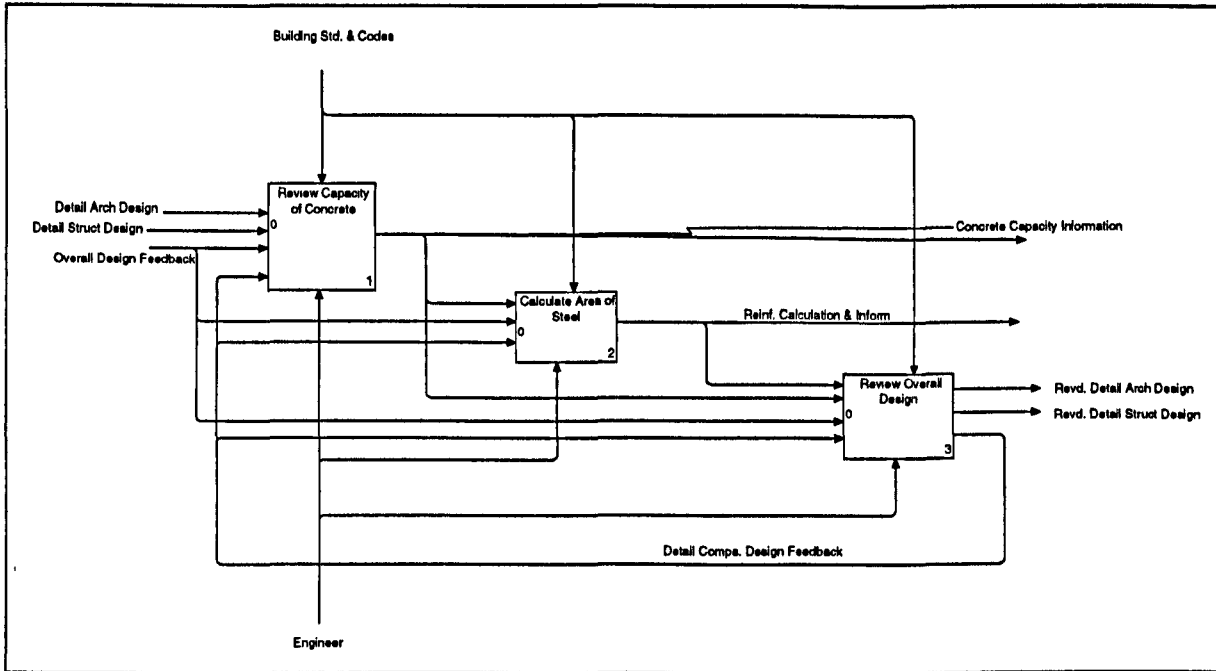 Building Std. & Codes
Review Capacity
of Concrete
0
1
Detail Arch Design
Detail Struct Design
Overall Design Feedback
Concrete Capacity Information
Calculate Area of
Steel
0
2
Reinf. Calculation & Inform
Review Overall
Design
0
3
Revd. Detail Arch Design
Revd. Detail Struct Design
Detail Comps. Design Feedback
Engineer